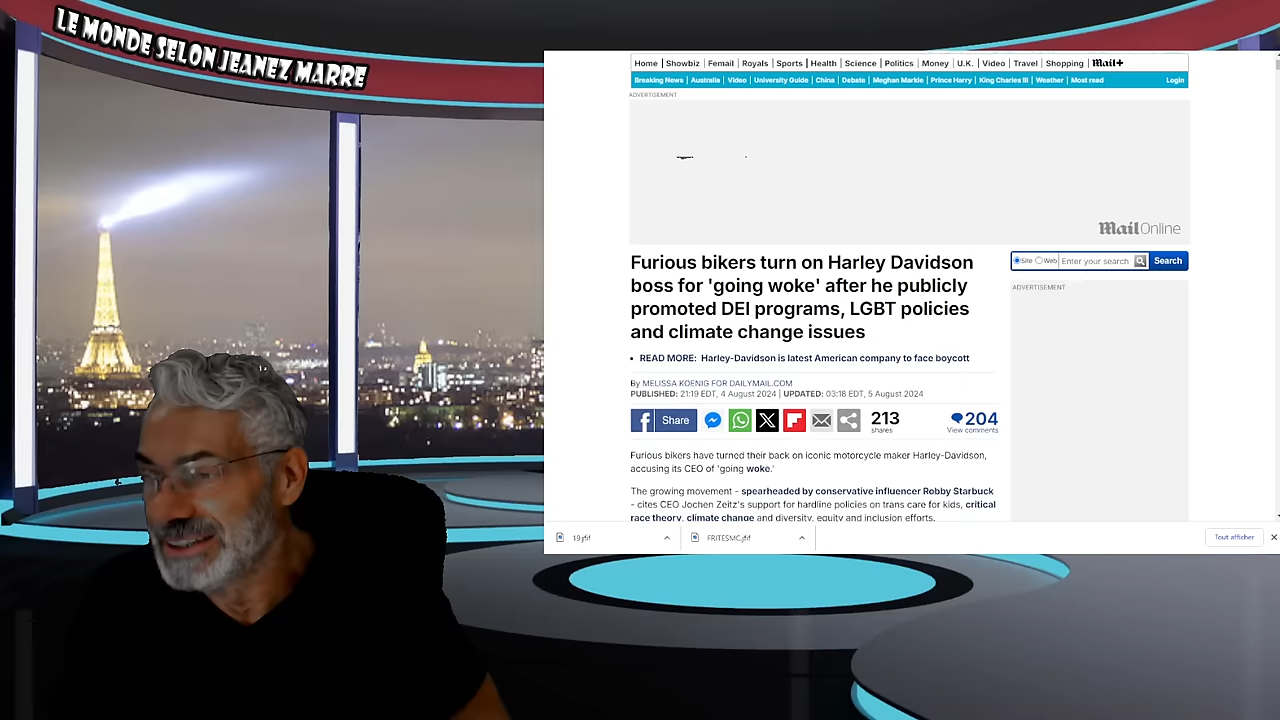 LE MONDE SELON JEANEZ MARRE
Home | Showbiz | Femail | Royals | Sports | Health | Science | Politics | Money | U.K. | Video | Travel | Shopping | Mail+
Breaking News | Australia | Video | University Guide | China | Debate | Meghan Markle | Prince Harry | King Charles III | Weather | Most read
Login
ADVERTISEMENT
MailOnline
Furious bikers turn on Harley Davidson
boss for 'going woke' after he publicly
promoted DEI programs, LGBT policies
and climate change issues
Site Web Enter your search Search
ADVERTISEMENT
• READ MORE: Harley-Davidson is latest American company to face boycott
By MELISSA KOENIG FOR DAILYMAIL.COM
PUBLISHED: 21:19 EDT, 4 August 2024 | UPDATED: 03:18 EDT, 5 August 2024
Share
213
shares
204
View comments
Furious bikers have turned their back on iconic motorcycle maker Harley-Davidson,
accusing its CEO of 'going woke.'
The growing movement - spearheaded by conservative influencer Robby Starbuck
- cites CEO Jochen Zeitz's support for hardline policies on trans care for kids, critical
race theory, climate change and diversity, equity and inclusion efforts.
19.jfif
FRITESMC.jfif
Tout afficher